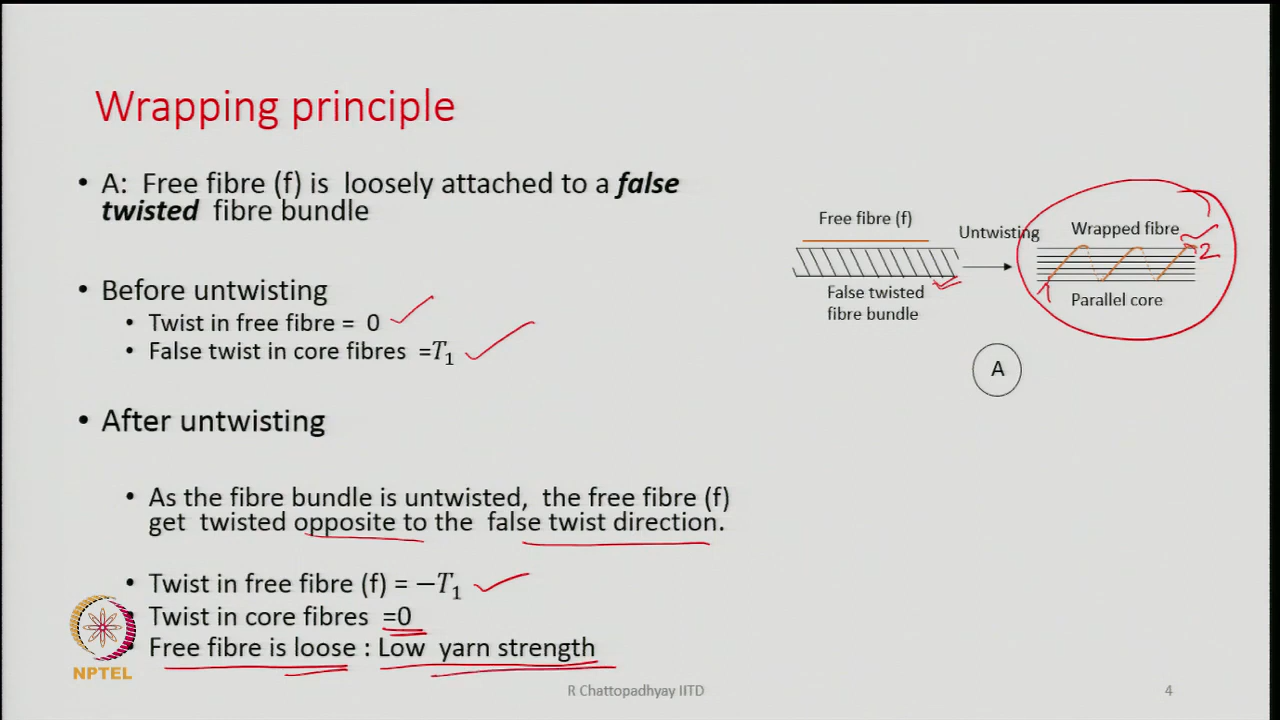 Wrapping principle
• A: Free fibre (f) is loosely attached to a false
twisted fibre bundle
• Before untwisting
• Twist in free fibre = 0
• False twist in core fibres =T₁
• After untwisting
• As the fibre bundle is untwisted, the free fibre (f)
get twisted opposite to the false twist direction.
• Twist in free fibre (f) = −T₁
• Twist in core fibres =0
• Free fibre is loose : Low yarn strength
Free fibre (f)
Untwisting
Wrapped fibre
2
1
False twisted
fibre bundle
Parallel core
A
NPTEL
R Chattopadhyay IITD
4